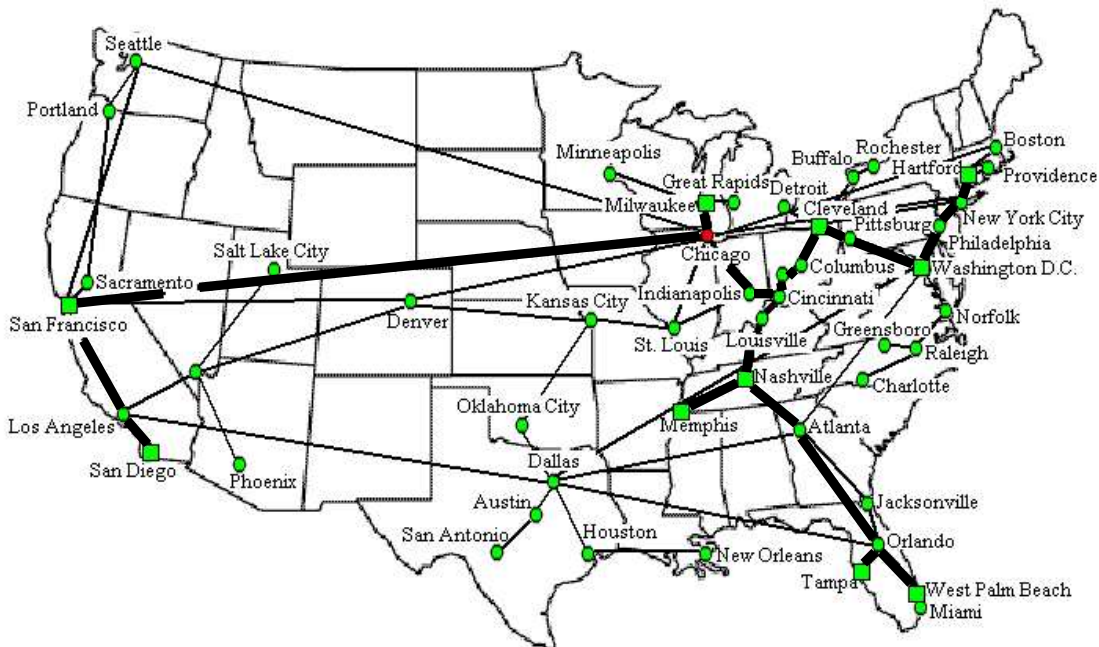 Seattle
Portland
Minneapolis
Rochester
Boston
Buffalo
Hartford
Great Rapids
Detroit
Providence
Milwaukee
Cleveland
New York City
Pittsburg
Philadelphia
Salt Lake City
Chicago
Columbus
Washington D.C.
Sacramento
Indianapolis
Cincinnati
San Francisco
Denver
Kansas City
St. Louis
Louisville
Norfolk
Greensboro
Raleigh
Nashville
Charlotte
Oklahoma City
Memphis
Los Angeles
Atlanta
San Diego
Phoenix
Dallas
Austin
Jacksonville
San Antonio
Houston
New Orleans
Orlando
Tampa
West Palm Beach
Miami